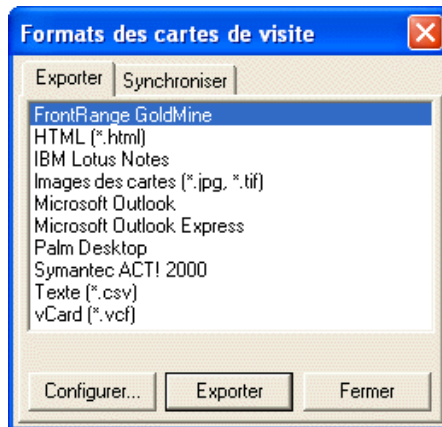 Formats des cartes de visite
Exporter Synchroniser
FrontRange GoldMine
HTML (*.html)
IBM Lotus Notes
Images des cartes (*.jpg, *.tif)
Microsoft Outlook
Microsoft Outlook Express
Palm Desktop
Symantec ACT! 2000
Texte (*.csv)
vCard (*.vcf)
Configurer... Exporter Fermer